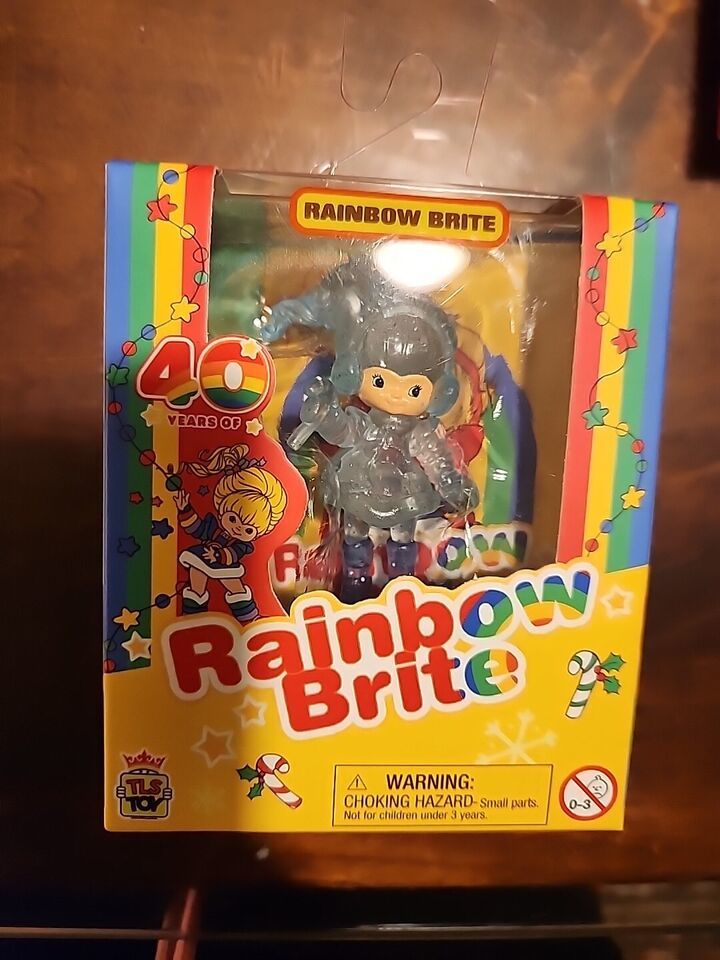 RAINBOW BRITE
40
YEARS OF
RAINBOW
Rainbow
Brite
TLS
TOY
WARNING:
CHOKING HAZARD- Small parts.
Not for children under 3 years.
0-3